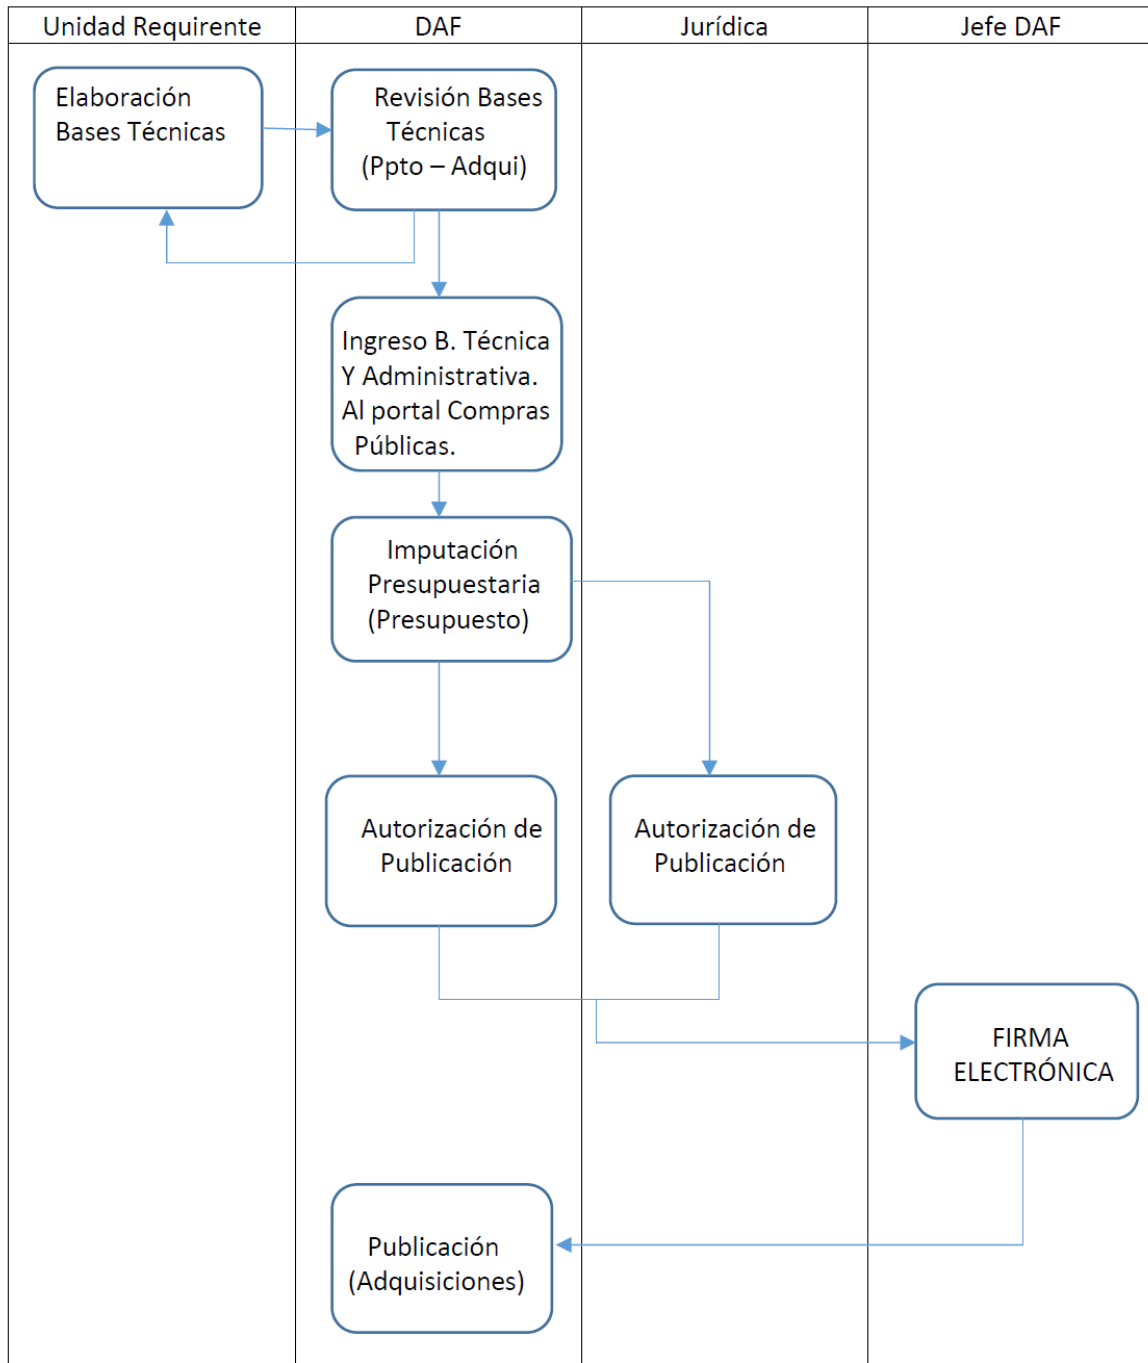 Unidad Requirente
DAF
Jurídica
Jefe DAF
Elaboración
Bases Técnicas
Revisión Bases
Técnicas
(Ppto – Adqui)
Ingreso B. Técnica
Y Administrativa.
Al portal Compras
Públicas.
Imputación
Presupuestaria
(Presupuesto)
Autorización de
Publicación
Autorización de
Publicación
FIRMA
ELECTRÓNICA
Publicación
(Adquisiciones)